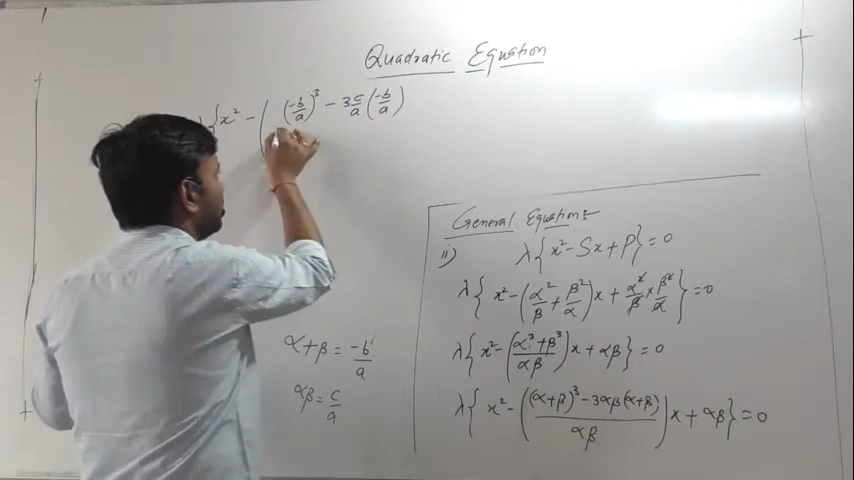 Quadratic Equation
λ{x² - ( (-b/a)³ - 3c/a (-b/a)
General Equation:
ii) λ{x² - Sx + P} = 0
λ{x² - (α²/β + β²/α)x + α²/β × β²/α} = 0
λ{x² - ((α³ + β³)/αβ)x + αβ} = 0
λ{x² - (((α+β)³ - 3αβ(α+β))/αβ)x + αβ} = 0
α + β = -b/a
αβ = c/a